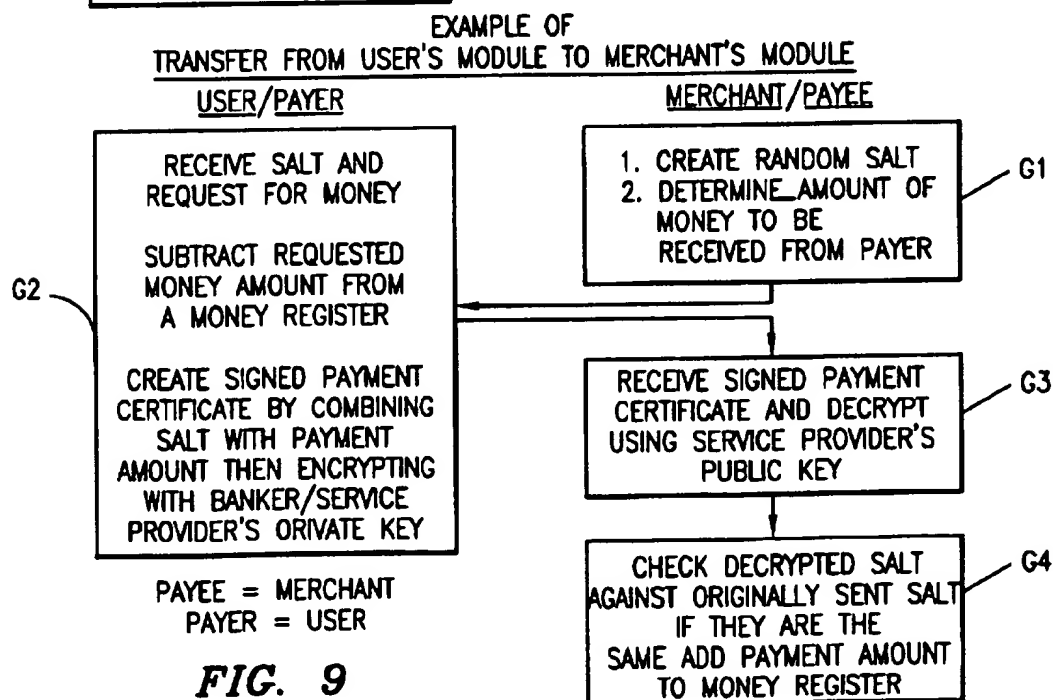 EXAMPLE OF
TRANSFER FROM USER'S MODULE TO MERCHANT'S MODULE
USER/PAYER
RECEIVE SALT AND
REQUEST FOR MONEY
SUBTRACT REQUESTED
MONEY AMOUNT FROM
A MONEY REGISTER
CREATE SIGNED PAYMENT
CERTIFICATE BY COMBINING
SALT WITH PAYMENT
AMOUNT THEN ENCRYPTING
WITH BANKER/SERVICE
PROVIDER'S ORIVATE KEY
G2
MERCHANT/PAYEE
1. CREATE RANDOM SALT
2. DETERMINE AMOUNT OF
MONEY TO BE
RECEIVED FROM PAYER
G1
RECEIVE SIGNED PAYMENT
CERTIFICATE AND DECRYPT
USING SERVICE PROVIDER'S
PUBLIC KEY
G3
CHECK DECRYPTED SALT
AGAINST ORIGINALLY SENT SALT
IF THEY ARE THE
SAME ADD PAYMENT AMOUNT
TO MONEY REGISTER
G4
PAYEE = MERCHANT
PAYER = USER
FIG. 9